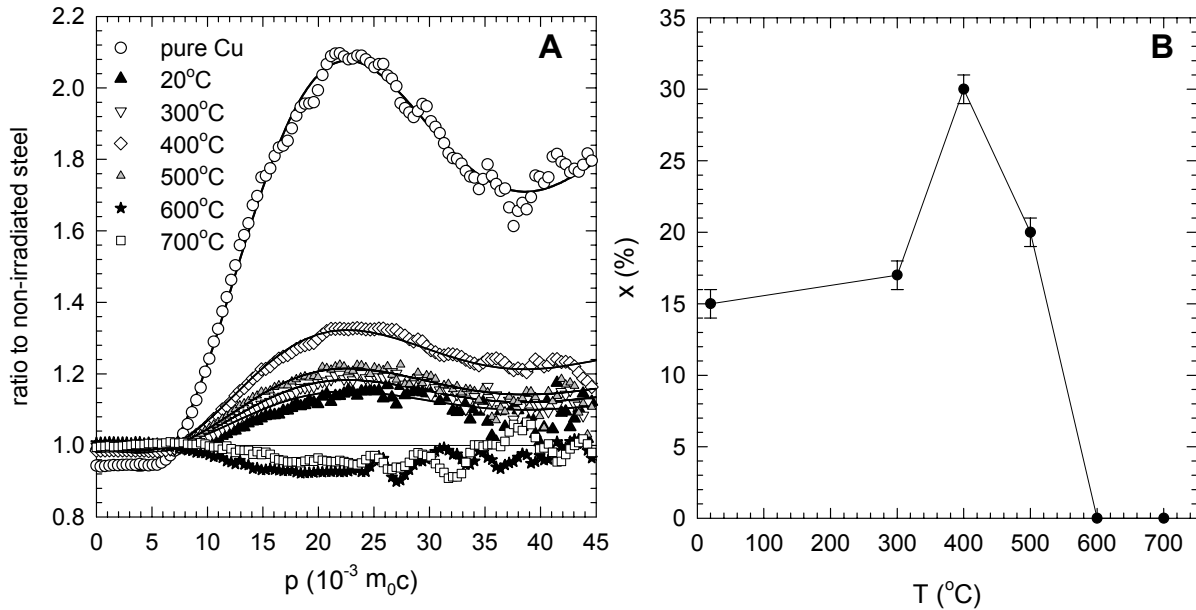 A
pure Cu
20°C
300°C
400°C
500°C
600°C
700°C
2.2
2.0
1.8
1.6
1.4
1.2
1.0
0.8
ratio to non-irradiated steel
0 5 10 15 20 25 30 35 40 45
p (10⁻³ m₀c)
B
35
30
25
20
15
10
5
0
x (%)
0 100 200 300 400 500 600 700
T (°C)